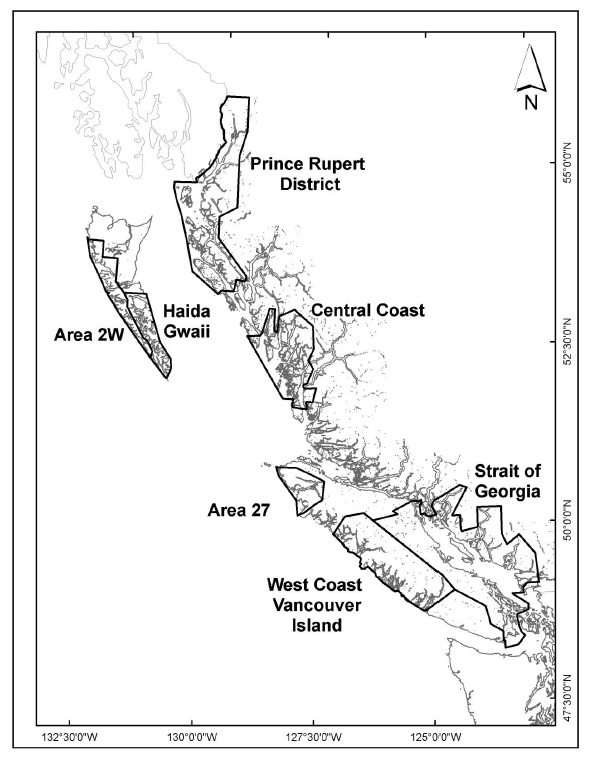 N
Prince Rupert
District
Haida
Gwaii
Area 2W
Central Coast
Strait of
Georgia
Area 27
West Coast
Vancouver
Island
55°0'0"N
52°30'0"N
50°0'0"N
47°30'0"N
132°30'0"W
130°0'0"W
127°30'0"W
125°0'0"W